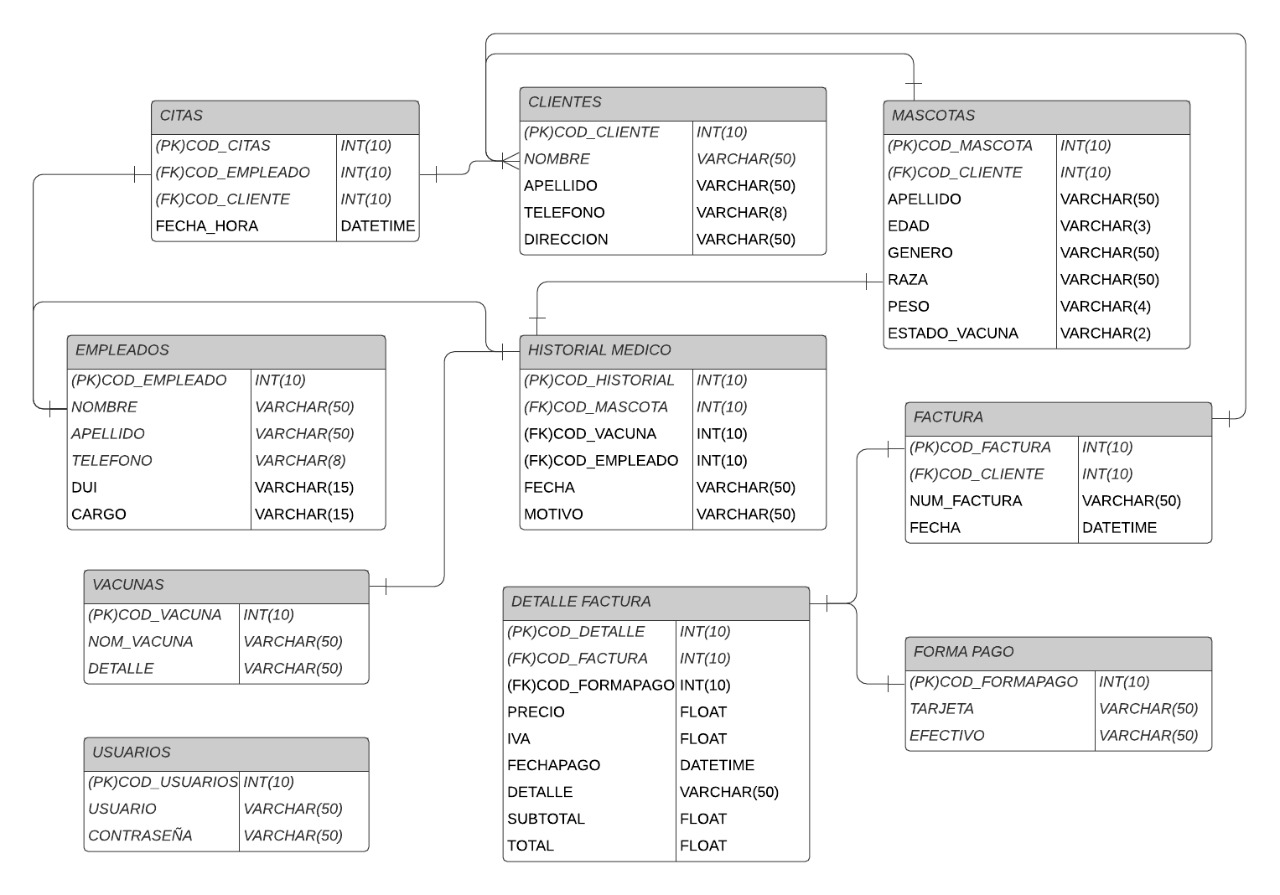 CITAS
(PK)COD_CITAS INT(10)
(FK)COD_EMPLEADO INT(10)
(FK)COD_CLIENTE INT(10)
FECHA_HORA DATETIME
CLIENTES
(PK)COD_CLIENTE INT(10)
NOMBRE VARCHAR(50)
APELLIDO VARCHAR(50)
TELEFONO VARCHAR(8)
DIRECCION VARCHAR(50)
MASCOTAS
(PK)COD_MASCOTA INT(10)
(FK)COD_CLIENTE INT(10)
APELLIDO VARCHAR(50)
EDAD VARCHAR(3)
GENERO VARCHAR(50)
RAZA VARCHAR(50)
PESO VARCHAR(4)
ESTADO_VACUNA VARCHAR(2)
EMPLEADOS
(PK)COD_EMPLEADO INT(10)
NOMBRE VARCHAR(50)
APELLIDO VARCHAR(50)
TELEFONO VARCHAR(8)
DUI VARCHAR(15)
CARGO VARCHAR(15)
HISTORIAL MEDICO
(PK)COD_HISTORIAL INT(10)
(FK)COD_MASCOTA INT(10)
(FK)COD_VACUNA INT(10)
(FK)COD_EMPLEADO INT(10)
FECHA VARCHAR(50)
MOTIVO VARCHAR(50)
FACTURA
(PK)COD_FACTURA INT(10)
(FK)COD_CLIENTE INT(10)
NUM_FACTURA VARCHAR(50)
FECHA DATETIME
VACUNAS
(PK)COD_VACUNA INT(10)
NOM_VACUNA VARCHAR(50)
DETALLE VARCHAR(50)
DETALLE FACTURA
(PK)COD_DETALLE INT(10)
(FK)COD_FACTURA INT(10)
(FK)COD_FORMAPAGO INT(10)
PRECIO FLOAT
IVA FLOAT
FECHAPAGO DATETIME
DETALLE VARCHAR(50)
SUBTOTAL FLOAT
TOTAL FLOAT
FORMA PAGO
(PK)COD_FORMAPAGO INT(10)
TARJETA VARCHAR(50)
EFECTIVO VARCHAR(50)
USUARIOS
(PK)COD_USUARIOS INT(10)
USUARIO VARCHAR(50)
CONTRASEÑA VARCHAR(50)